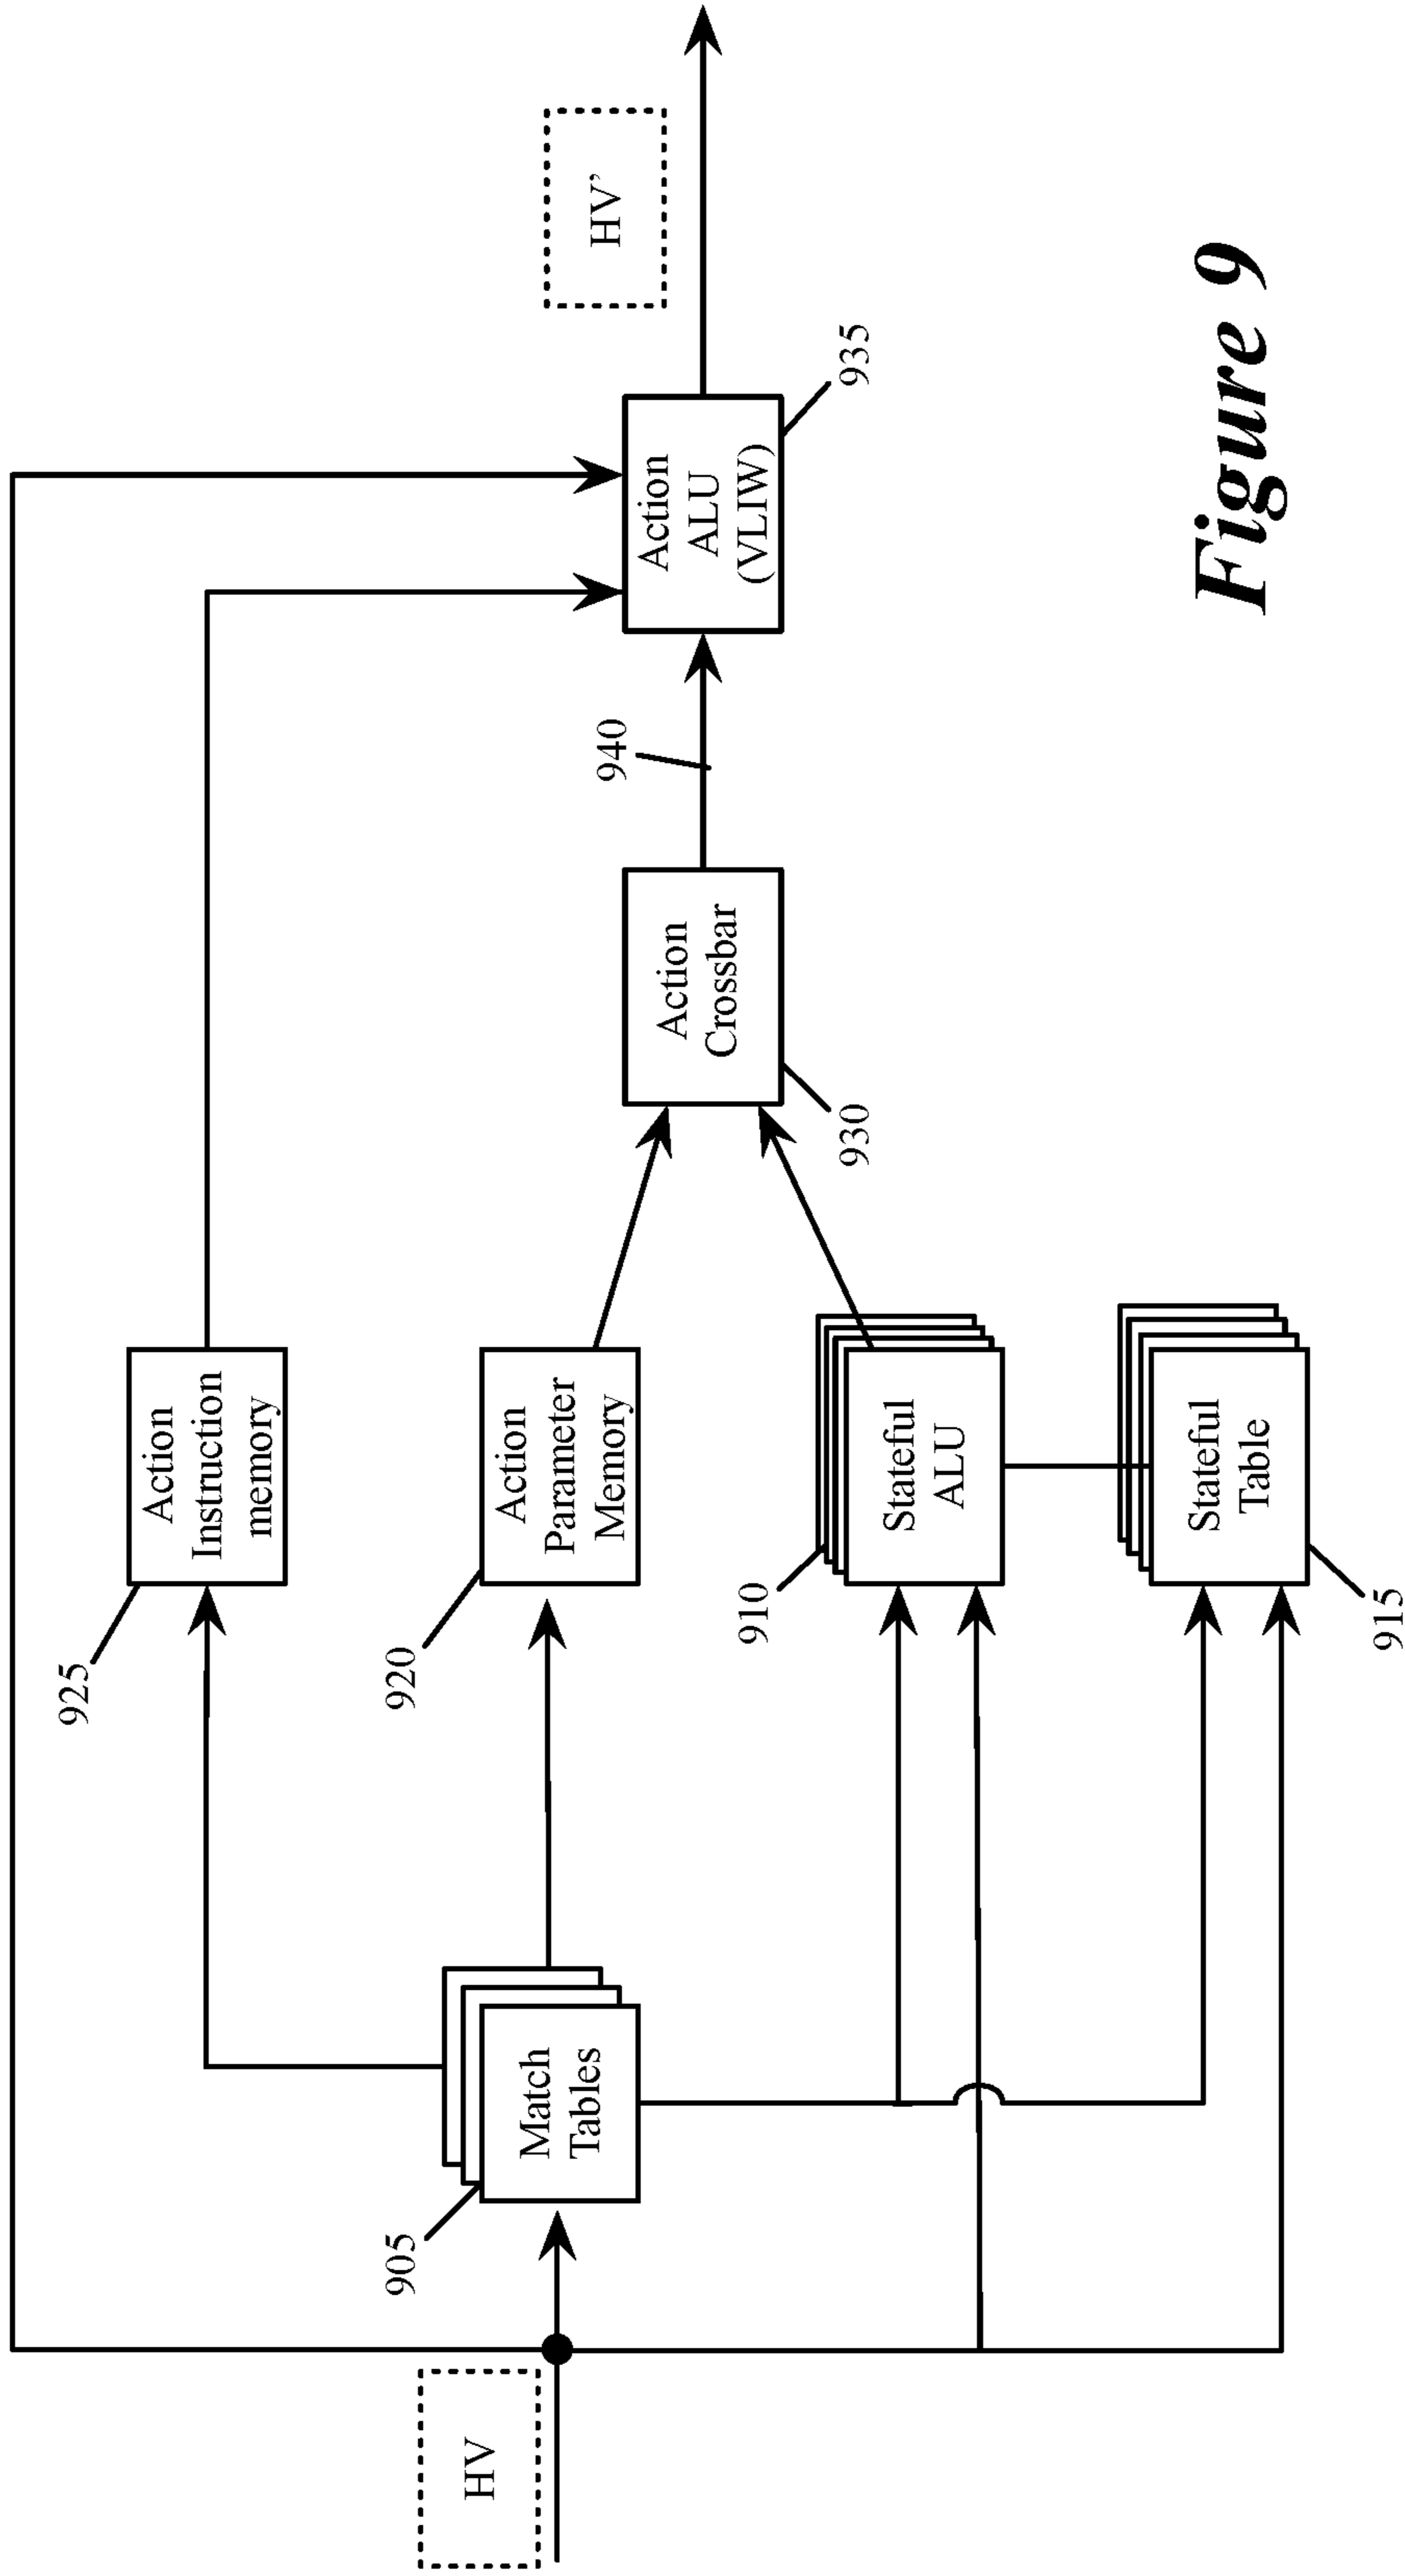 925
Action
Instruction
memory
HV
905
Match
Tables
920
Action
Parameter
Memory
910
Stateful
ALU
915
Stateful
Table
930
Action
Crossbar
940
Action
ALU
(VLIW)
935
HV’
Figure 9